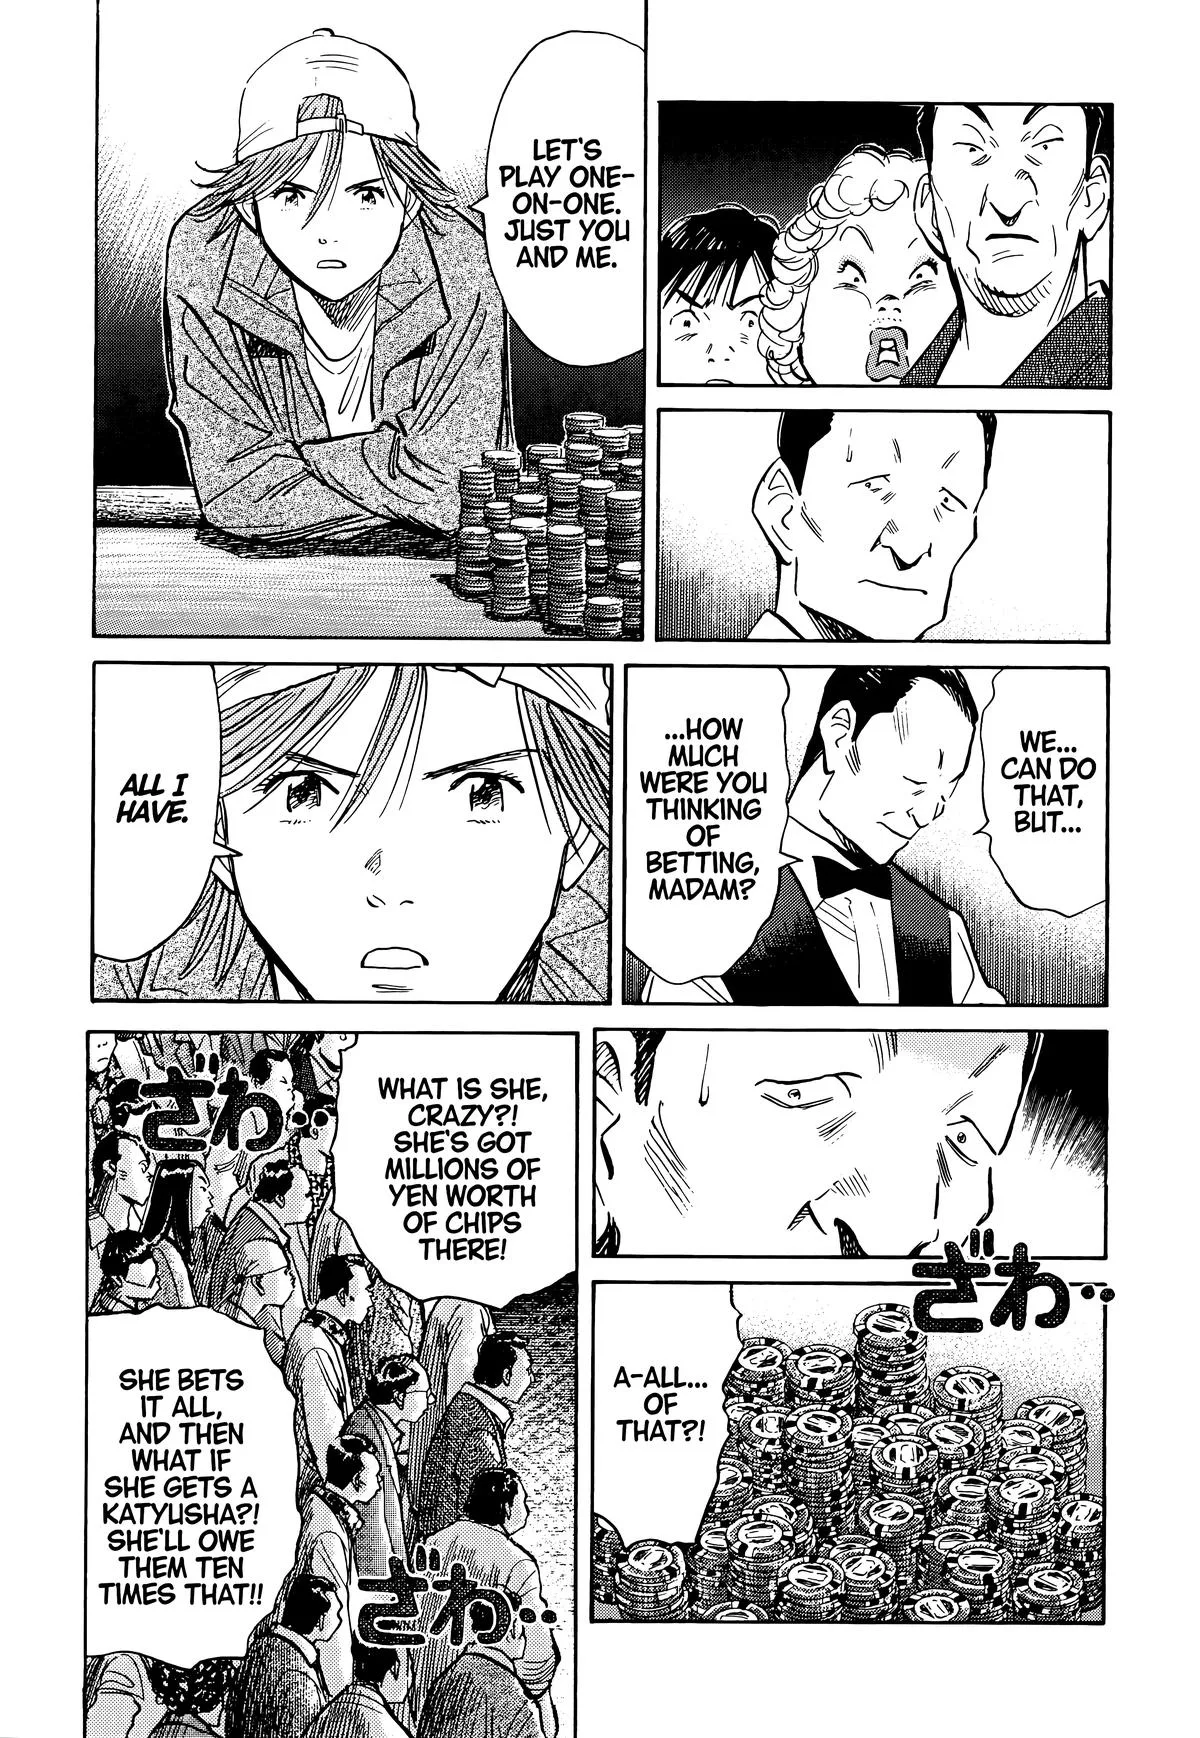 LET'S
PLAY ONE-
ON-ONE.
JUST YOU
AND ME.
WE...
CAN DO
THAT,
BUT...
...HOW
MUCH
WERE YOU
THINKING
OF
BETTING,
MADAM?
ALL I
HAVE.
ざわ‥
A-ALL...
OF
THAT?!
WHAT IS SHE,
CRAZY?!
SHE'S GOT
MILLIONS OF
YEN WORTH
OF CHIPS
THERE!
ざわ‥
SHE BETS
IT ALL,
AND THEN
WHAT IF
SHE GETS A
KATYUSHA?!
SHE'LL OWE
THEM TEN
TIMES THAT!!
ざわ‥